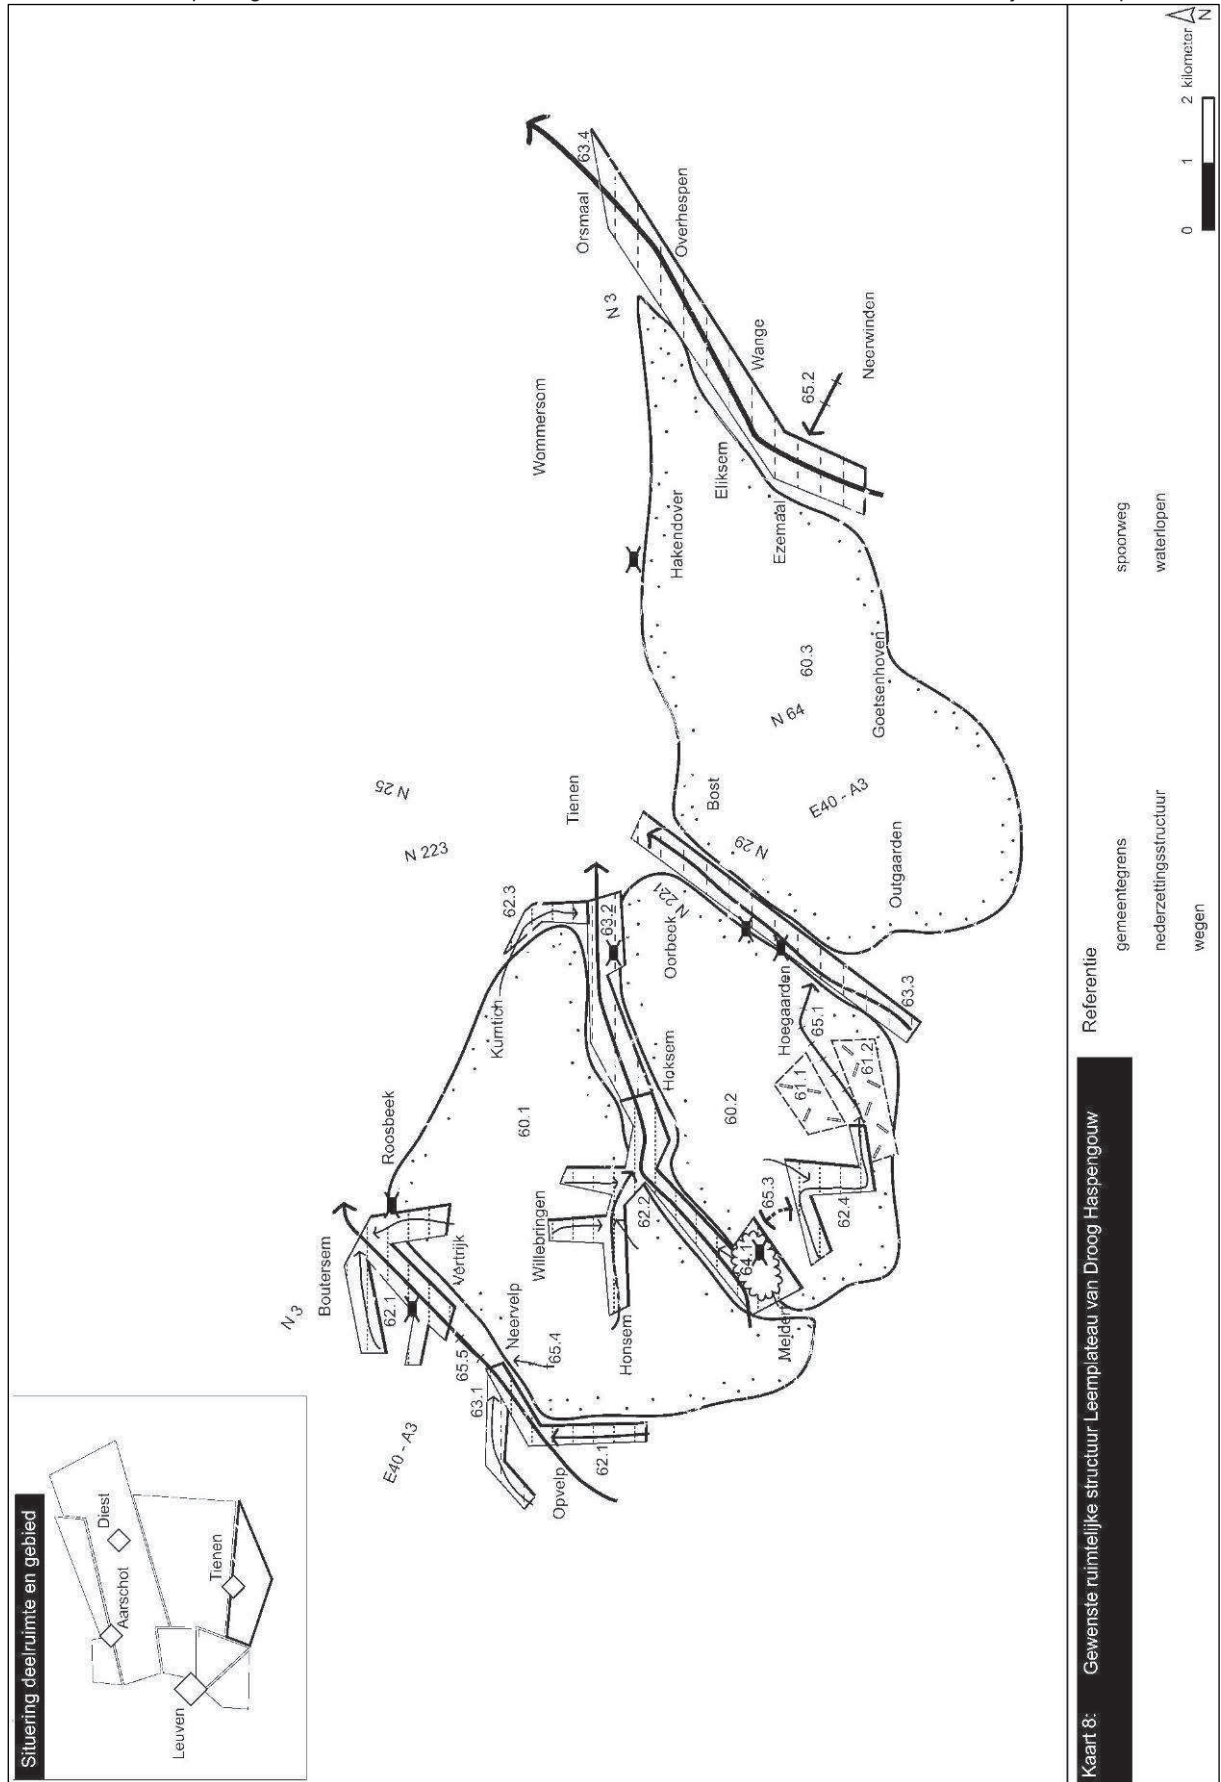 Situering deelruimte en gebied
Leuven
Aarschot
Diest
Tienen
N 3
Boutersem
Roosbeek
62.1
Vertrijk
E40 - A3
65.5
63.1
Neervelp
65.4
Opvelp
62.1
Willebringen
Honsem
62.2
60.1
Kumtich
62.3
N 223
N 25
Tienen
63.2
Oorbeek
N 221
Hoksem
60.2
64.1
Meldert
65.3
62.4
61.1
61.2
Hoegaarden
65.1
63.3
N 29
Bost
E40 - A3
Outgaarden
N 64
60.3
Goetsenhoven
Hakendover
Wommersom
Ezemaal
Eliksem
N 3
Orsmaal
63.4
Overhespen
Wange
65.2
Neerwinden
Kaart 8: Gewenste ruimtelijke structuur Leemplateau van Droog Haspengouw
Referentie
gemeentegrens
nederzettingsstructuur
wegen
spoorweg
waterlopen
0 1 2 kilometer
N